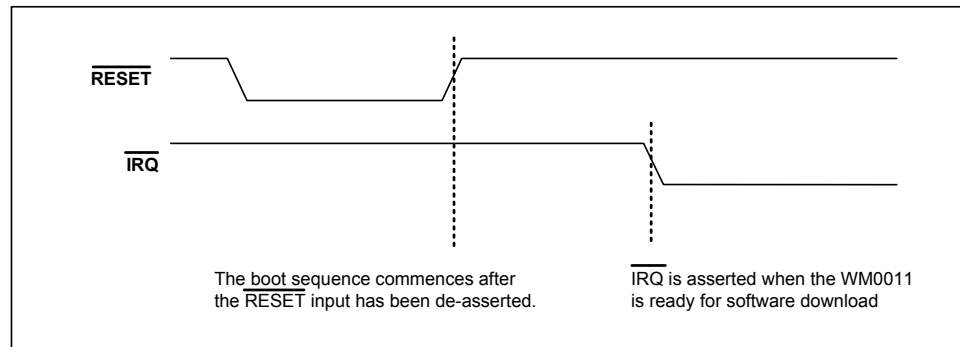 RESET
IRQ
The boot sequence commences after
the RESET input has been de-asserted.
IRQ is asserted when the WM0011
is ready for software download